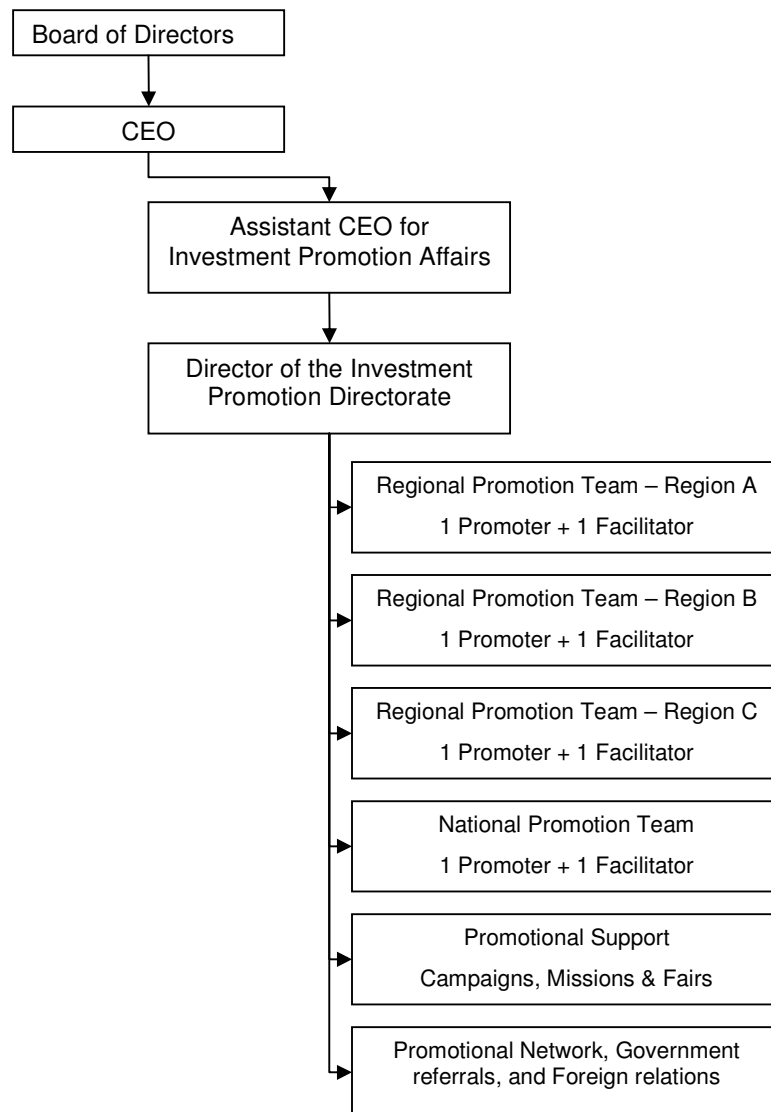 Board of Directors
CEO
Assistant CEO for
Investment Promotion Affairs
Director of the Investment
Promotion Directorate
Regional Promotion Team – Region A
1 Promoter + 1 Facilitator
Regional Promotion Team – Region B
1 Promoter + 1 Facilitator
Regional Promotion Team – Region C
1 Promoter + 1 Facilitator
National Promotion Team
1 Promoter + 1 Facilitator
Promotional Support
Campaigns, Missions & Fairs
Promotional Network, Government
referrals, and Foreign relations